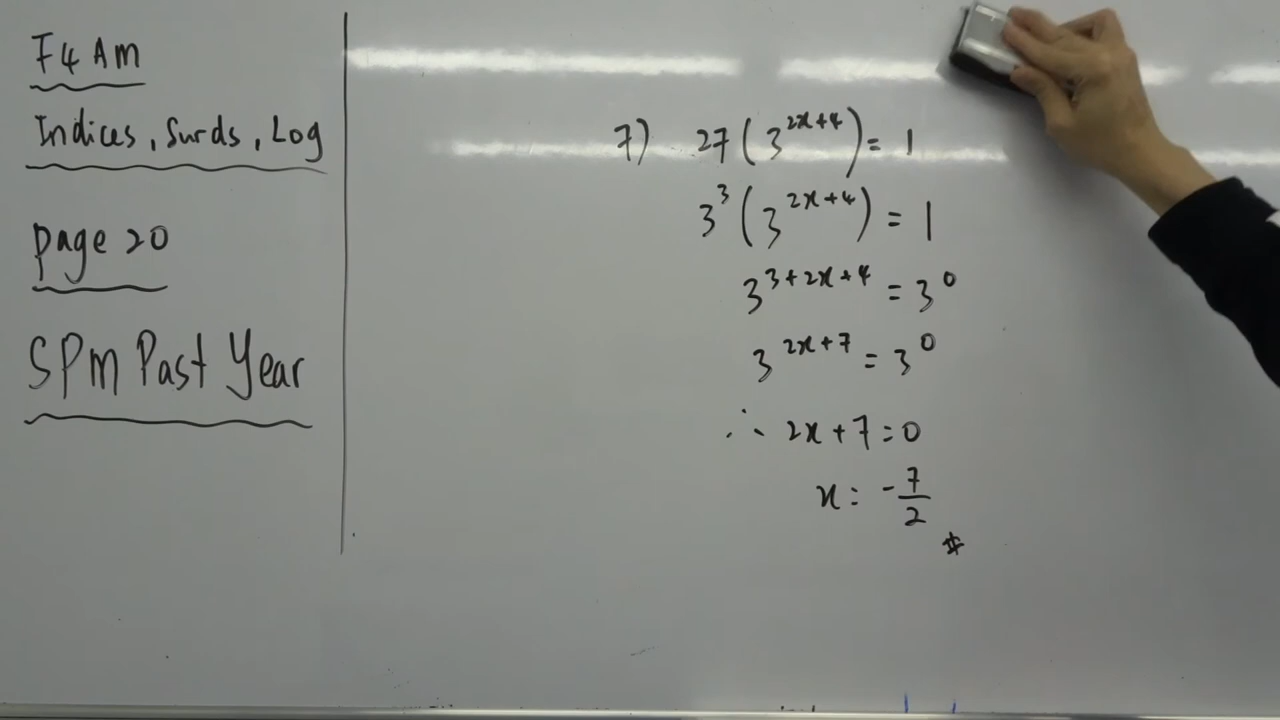 F4 Am
Indices, Surds, Log
page 20
SPM Past Year
7) 27(3^{2x+4}) = 1
3^3(3^{2x+4}) = 1
3^{3+2x+4} = 3^0
3^{2x+7} = 3^0
∴ 2x+7=0
x = -7/2 #